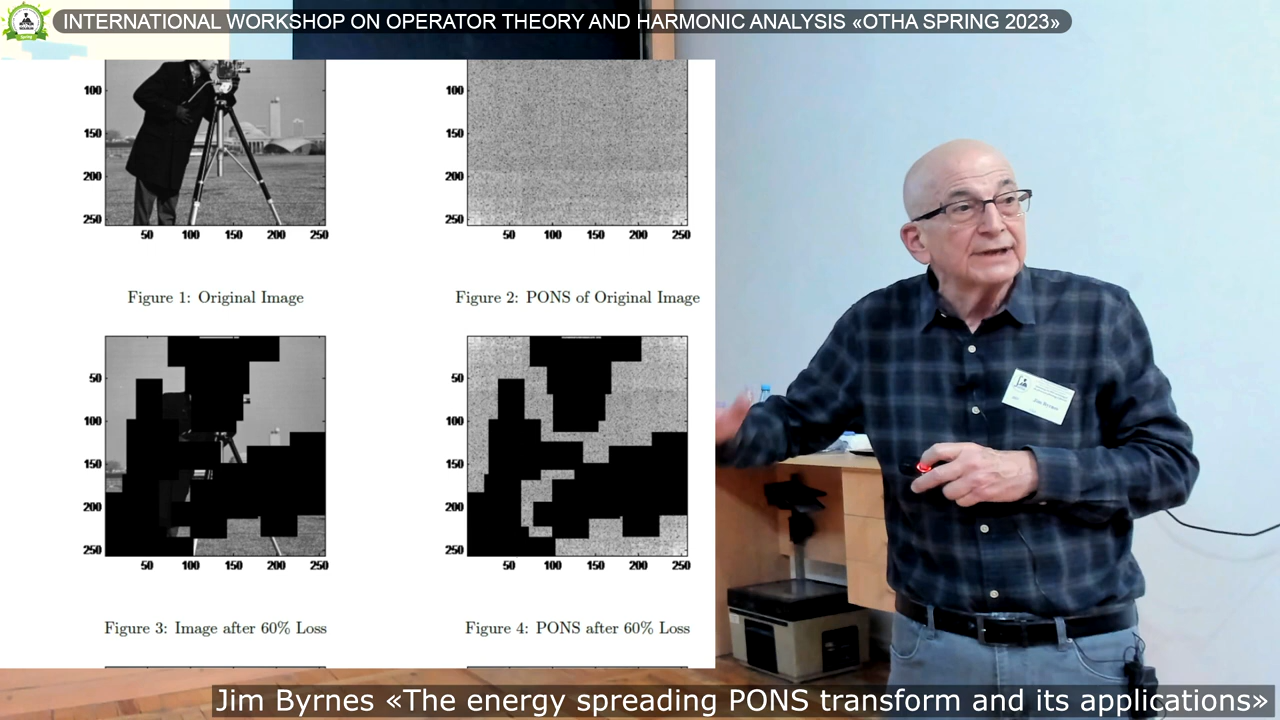 INTERNATIONAL WORKSHOP ON OPERATOR THEORY AND HARMONIC ANALYSIS «OTHA SPRING 2023»
100
150
200
250
50 100 150 200 250
Figure 1: Original Image
100
150
200
250
50 100 150 200 250
Figure 2: PONS of Original Image
50
100
150
200
250
50 100 150 200 250
Figure 3: Image after 60% Loss
50
100
150
200
250
50 100 150 200 250
Figure 4: PONS after 60% Loss
Jim Byrnes
Jim Byrnes «The energy spreading PONS transform and its applications»